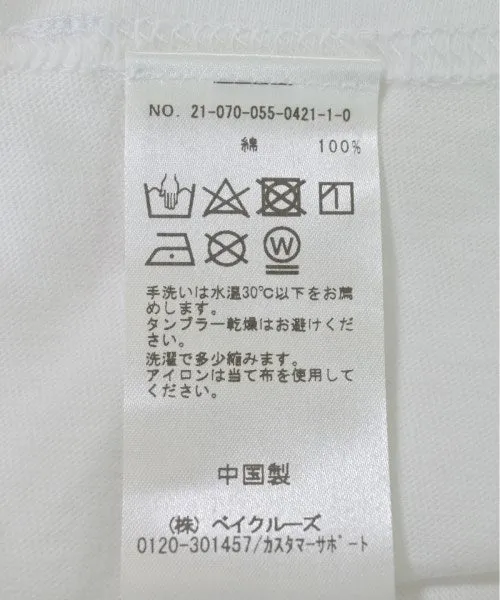 NO. 21-070-055-0421-1-0
綿 100%
W
手洗いは水温30℃以下をお薦
めします。
タンブラー乾燥はお避けくだ
さい。
洗濯で多少縮みます。
アイロンは当て布を使用して
ください。
中国製
(株) ベイクルーズ
0120-301457/カスタマーサポート